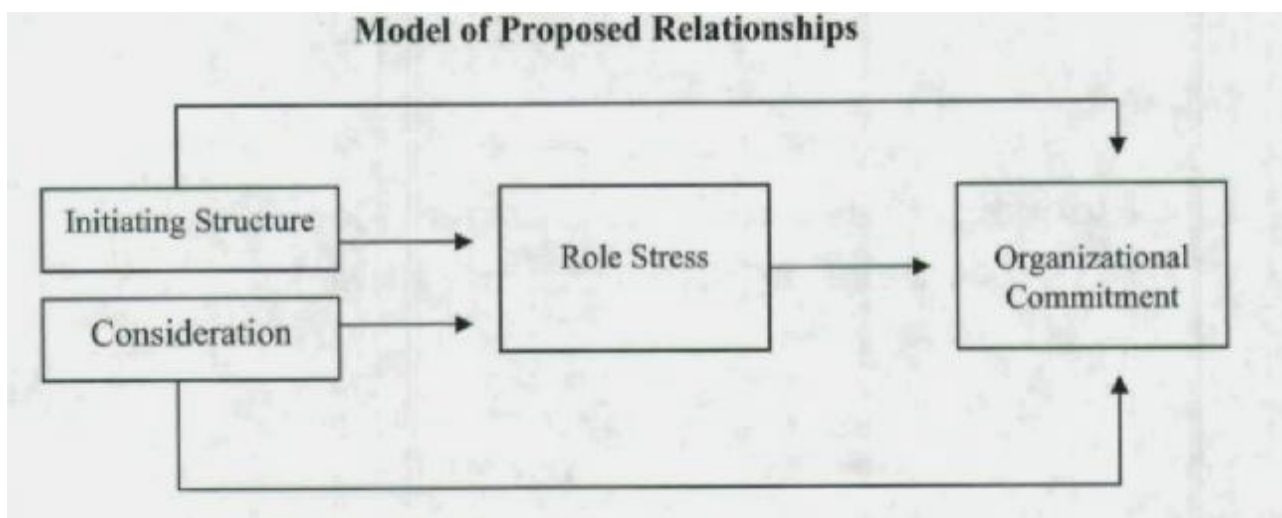 Model of Proposed Relationships
Initiating Structure
Consideration
Role Stress
Organizational
Commitment